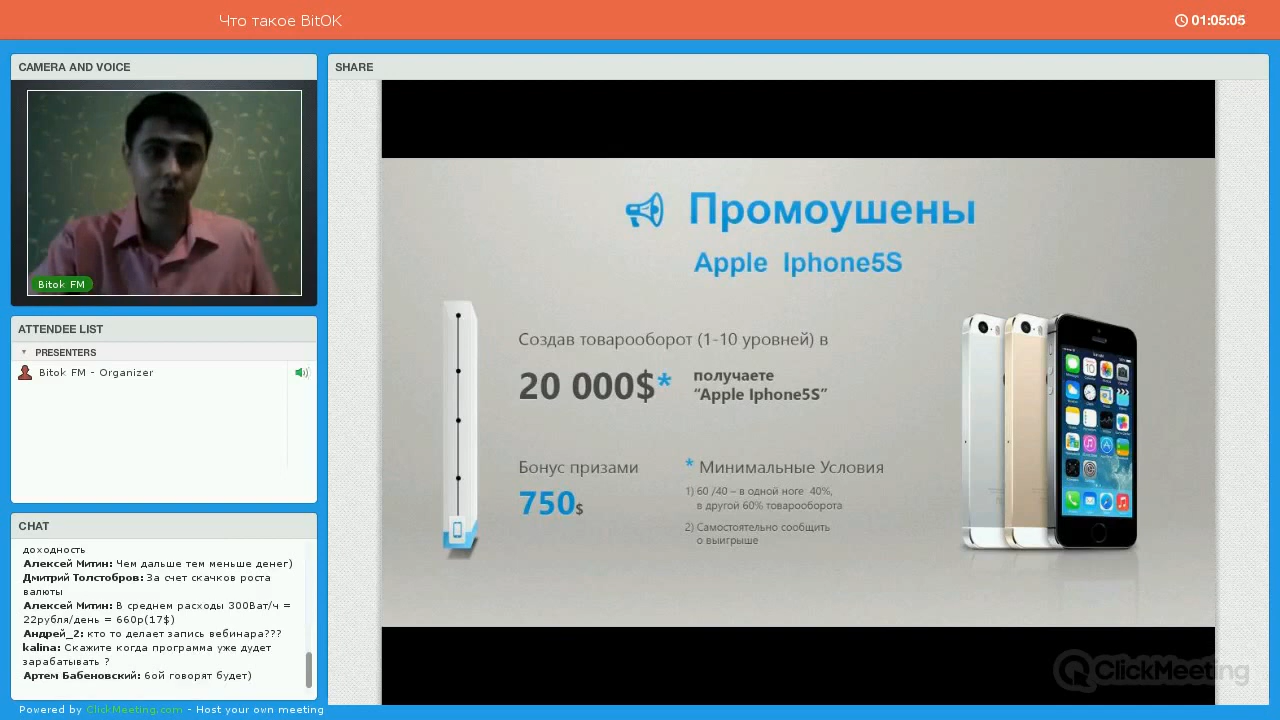 Что такое BitOK
01:05:05
CAMERA AND VOICE
Bitok FM
ATTENDEE LIST
PRESENTERS
Bitok FM - Organizer
CHAT
доходность
Алексей Митин: Чем дальше тем меньше денег)
Дмитрий Толстобров: За счет скачков роста
валюты
Алексей Митин: В среднем расходы 300Ват/ч =
22рубля/день = 660р(17$)
Андрей_2: кто то делает запись вебинара???
kalina: Скажите когда программа уже дудет
зарабатывать ?
Артем Бабеновский: 6ой говорят будет)
Powered by ClickMeeting.com - Host your own meeting
SHARE
Промоушены
Apple Iphone5S
Создав товарооборот (1-10 уровней) в
20 000$* получаете
“Apple Iphone5S”
Бонус призами
750$
* Минимальные Условия
1) 60 /40 – в одной ноге 40%,
в другой 60% товарооборота
2) Самостоятельно сообщить
о выигрыше
ClickMeeting